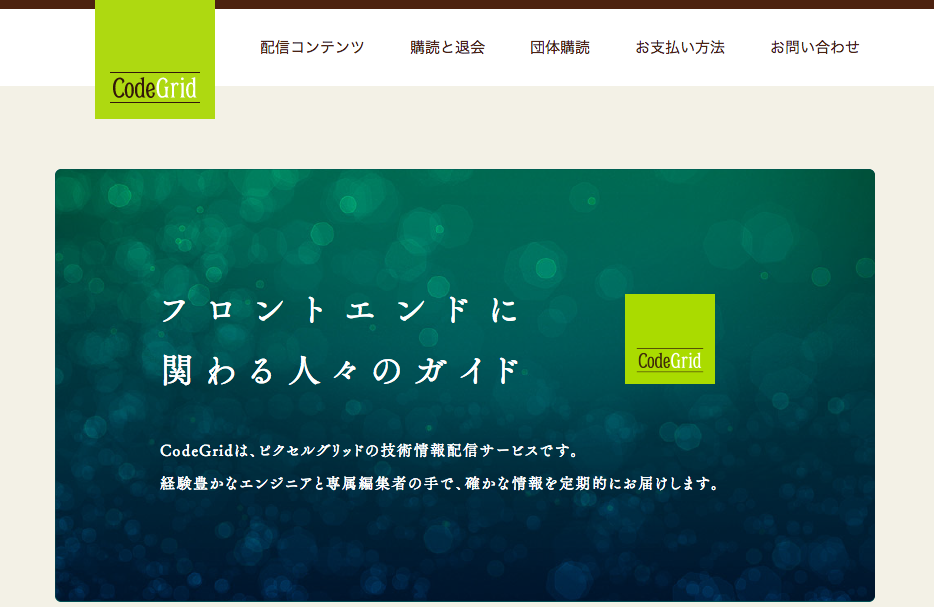 CodeGrid
配信コンテンツ 購読と退会 団体購読 お支払い方法 お問い合わせ
フロントエンドに
関わる人々のガイド
CodeGrid
CodeGridは、ピクセルグリッドの技術情報配信サービスです。
経験豊かなエンジニアと専属編集者の手で、確かな情報を定期的にお届けします。